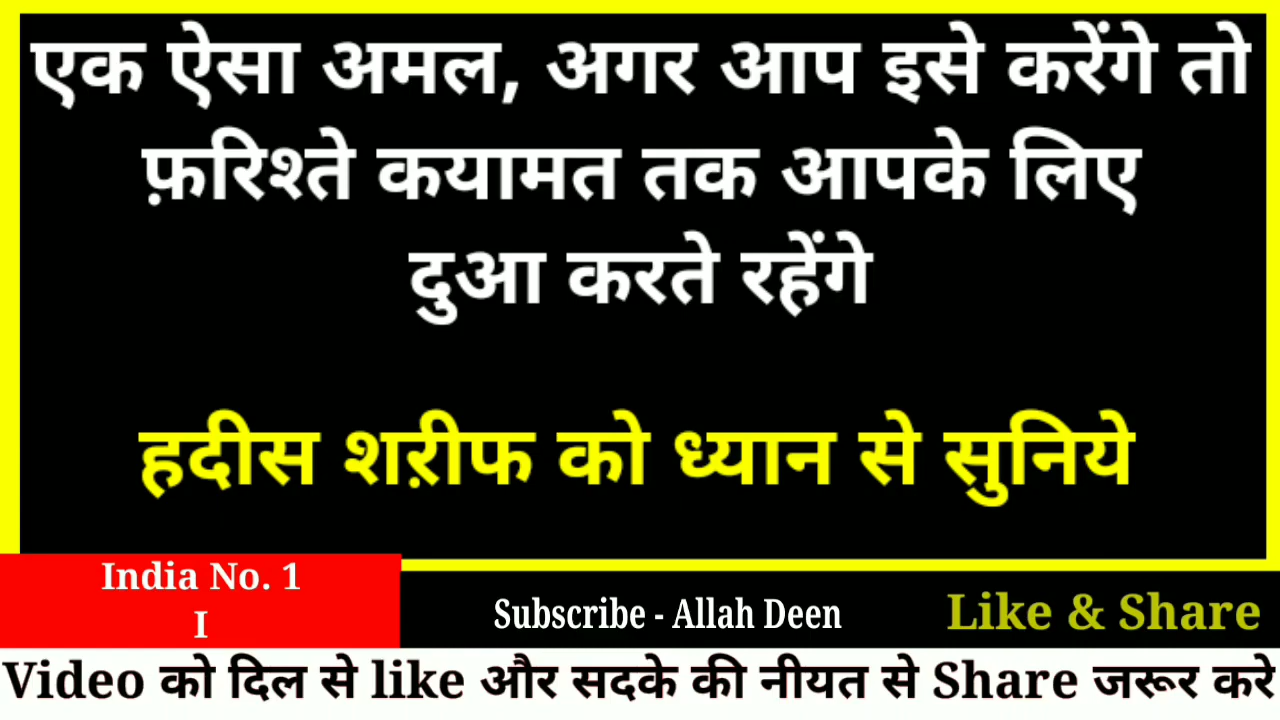 एक ऐसा अमल, अगर आप इसे करेंगे तो
फ़रिश्ते कयामत तक आपके लिए
दुआ करते रहेंगे
हदीस शऱीफ को ध्यान से सुनिये
India No. 1
I
Subscribe - Allah Deen
Like & Share
Video को दिल से like और सदके की नीयत से Share जरूर करे